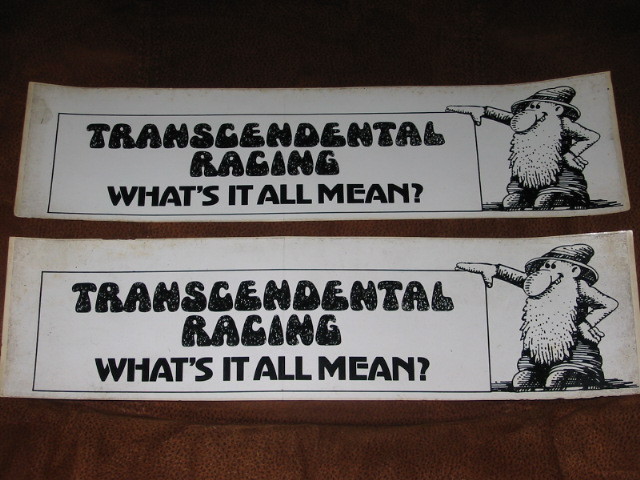 TRANSCENDENTAL
RACING
WHAT'S IT ALL MEAN?
TRANSCENDENTAL
RACING
WHAT'S IT ALL MEAN?